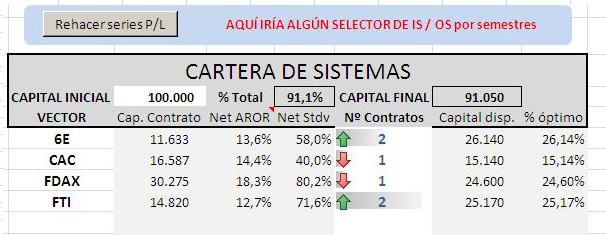 Rehacer series P/L
AQUÍ IRÍA ALGÚN SELECTOR DE IS / OS por semestres
CARTERA DE SISTEMAS
CAPITAL INICIAL 100.000 % Total 91,1% CAPITAL FINAL 91.050
VECTOR Cap. Contrato Net AROR Net Stdv Nº Contratos Capital disp. % óptimo
6E 11.633 13,6% 58,0% 2 26.140 26,14%
CAC 16.587 14,4% 40,0% 1 15.140 15,14%
FDAX 30.275 18,3% 80,2% 1 24.600 24,60%
FTI 14.820 12,7% 71,6% 2 25.170 25,17%